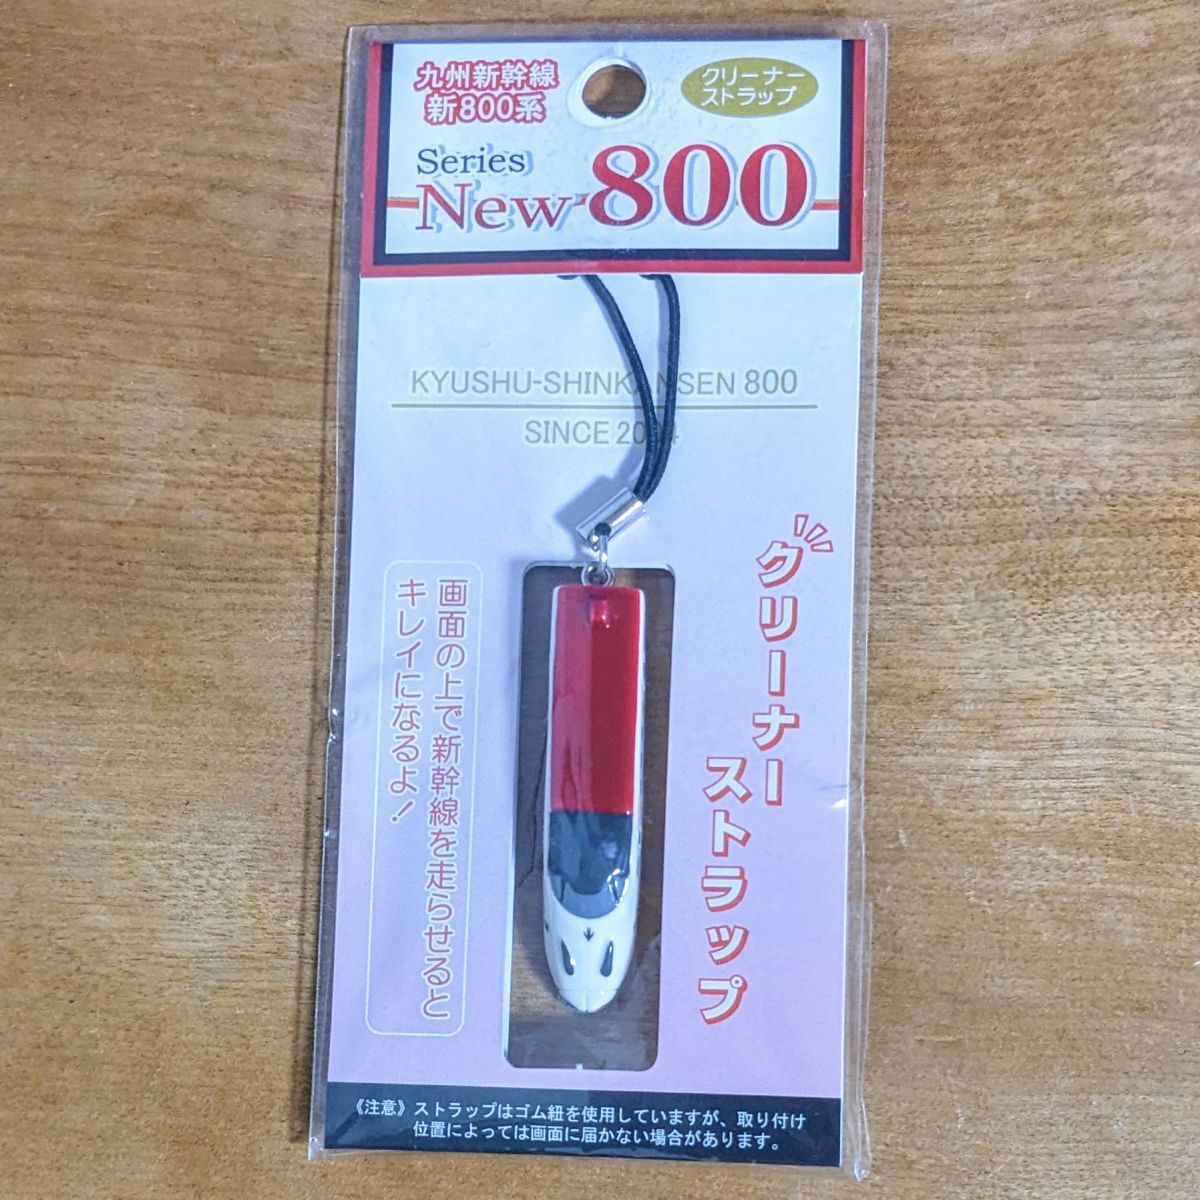 九州新幹線
新800系
クリーナー
ストラップ
Series
New 800
KYUSHU-SHINKANSEN 800
SINCE 2004
クリーナー
ストラップ
画面の上で新幹線を走らせると
キレイになるよ!
《注意》ストラップはゴム紐を使用していますが、取り付け
位置によっては画面に届かない場合があります。